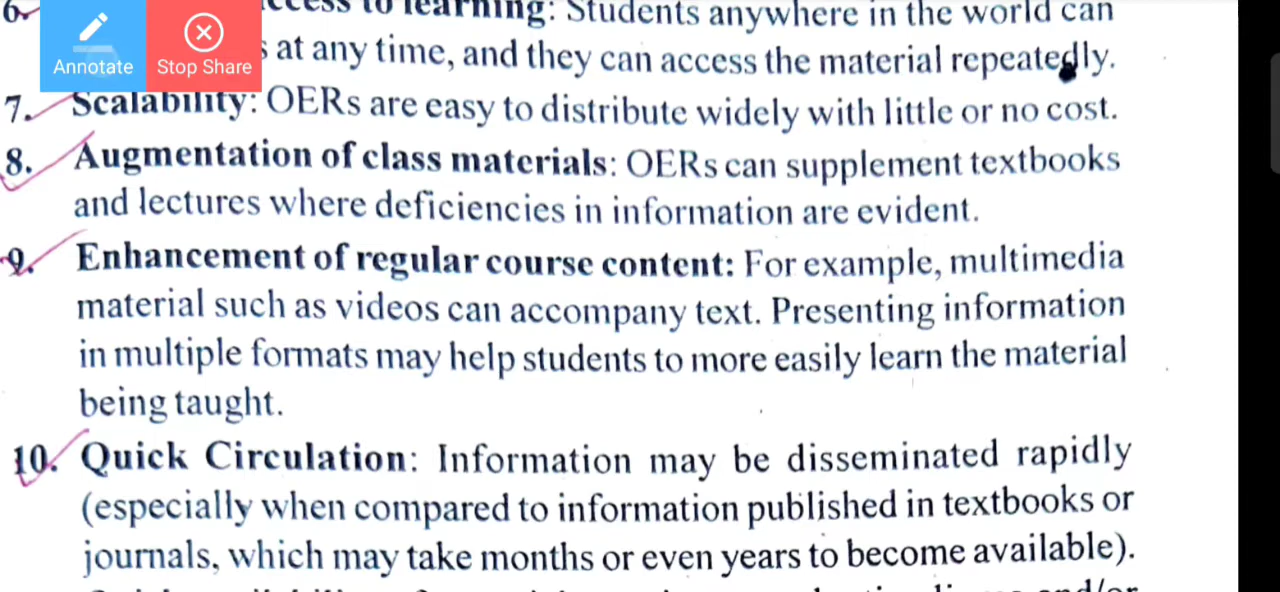 6. ccess to learning: Students anywhere in the world can
Annotate Stop Share s at any time, and they can access the material repeatedly.
7. Scalability: OERs are easy to distribute widely with little or no cost.
8. Augmentation of class materials: OERs can supplement textbooks
and lectures where deficiencies in information are evident.
9. Enhancement of regular course content: For example, multimedia
material such as videos can accompany text. Presenting information
in multiple formats may help students to more easily learn the material
being taught.
10. Quick Circulation: Information may be disseminated rapidly
(especially when compared to information published in textbooks or
journals, which may take months or even years to become available).
and/or